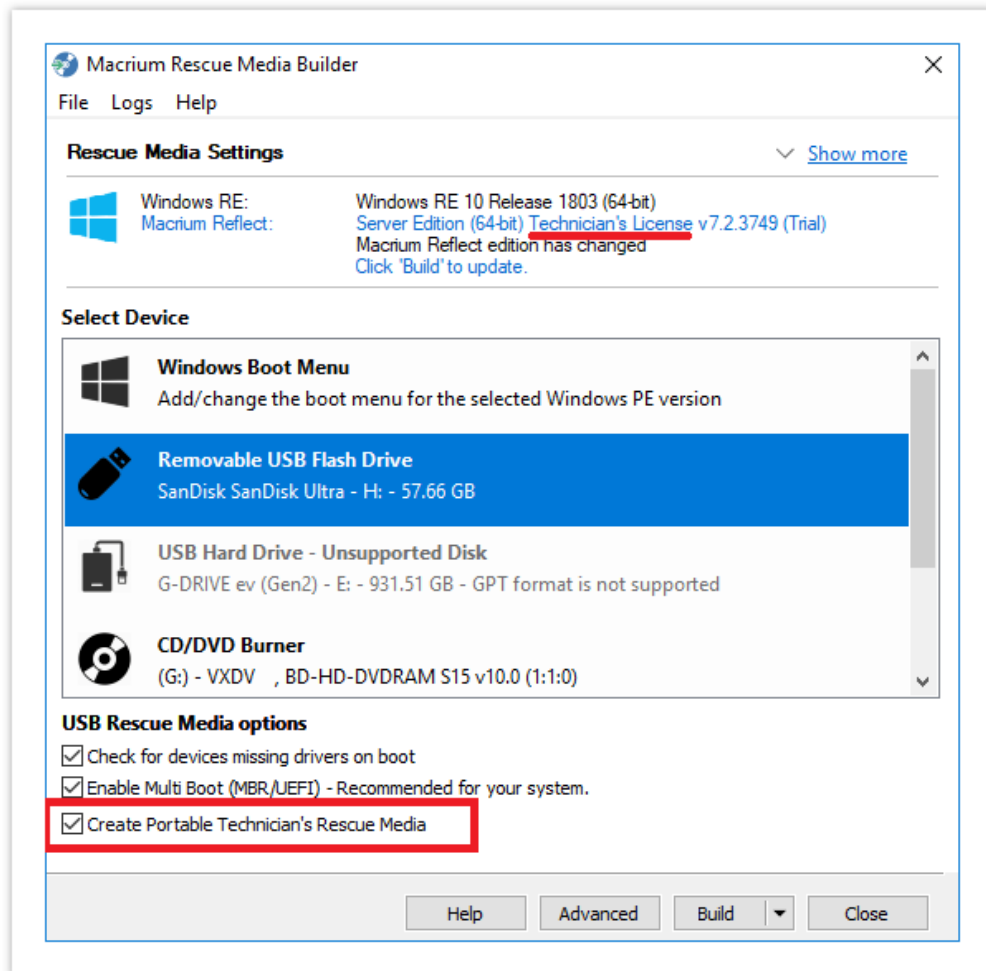 Macrium Rescue Media Builder
File Logs Help
Rescue Media Settings
Show more
Windows RE: Windows RE 10 Release 1803 (64-bit)
Macrium Reflect: Server Edition (64-bit) Technician's License v7.2.3749 (Trial)
Macrium Reflect edition has changed
Click 'Build' to update.
Select Device
Windows Boot Menu
Add/change the boot menu for the selected Windows PE version
Removable USB Flash Drive
SanDisk SanDisk Ultra - H: - 57.66 GB
USB Hard Drive - Unsupported Disk
G-DRIVE ev (Gen2) - E: - 931.51 GB - GPT format is not supported
CD/DVD Burner
(G:) - VXDV , BD-HD-DVDRAM S15 v10.0 (1:1:0)
USB Rescue Media options
Check for devices missing drivers on boot
Enable Multi Boot (MBR/UEFI) - Recommended for your system.
Create Portable Technician's Rescue Media
Help Advanced Build Close